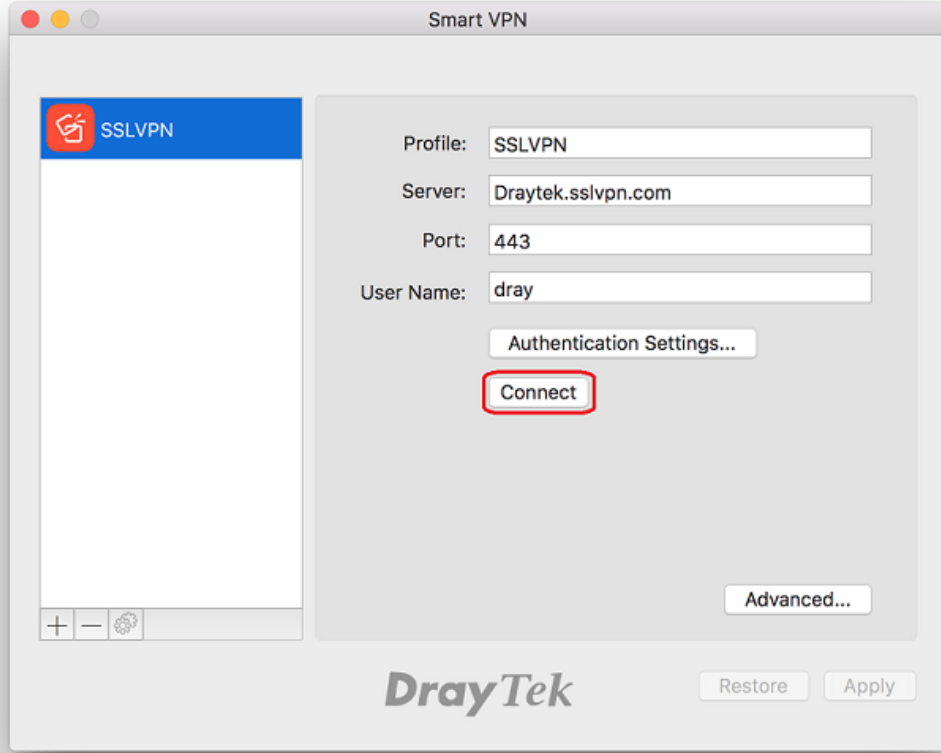 Smart VPN
SSLVPN
Profile: SSLVPN
Server: Draytek.sslvpn.com
Port: 443
User Name: dray
Authentication Settings...
Connect
Advanced...
DrayTek
Restore Apply